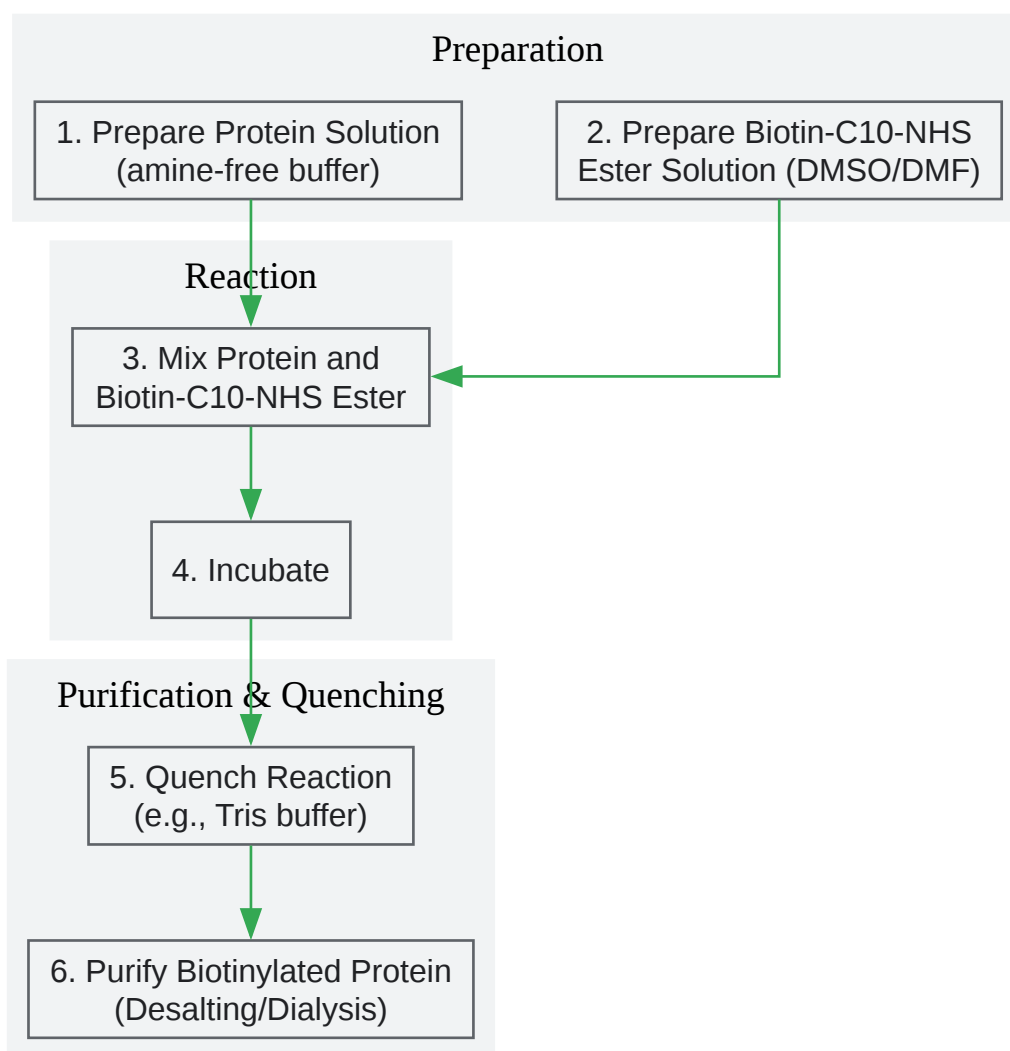 Preparation
1. Prepare Protein Solution
(amine-free buffer)
2. Prepare Biotin-C10-NHS
Ester Solution (DMSO/DMF)
Reaction
3. Mix Protein and
Biotin-C10-NHS Ester
4. Incubate
Purification & Quenching
5. Quench Reaction
(e.g., Tris buffer)
6. Purify Biotinylated Protein
(Desalting/Dialysis)